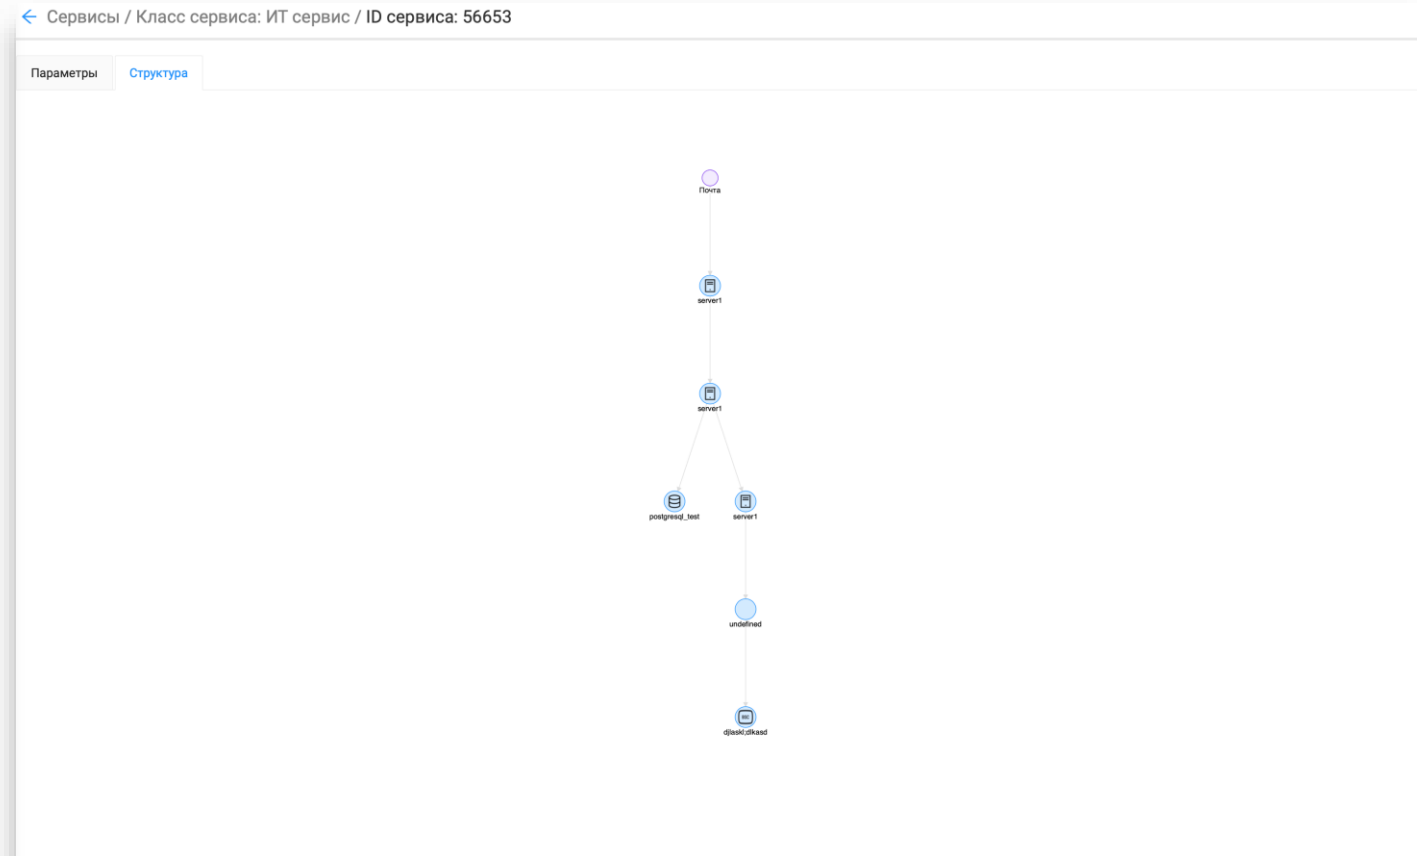 Сервисы / Класс сервиса: ИТ сервис / ID сервиса: 56653
Параметры
Структура
Почта
server1
server1
postgresql_test
server1
undefined
djlaskl;dlkasd